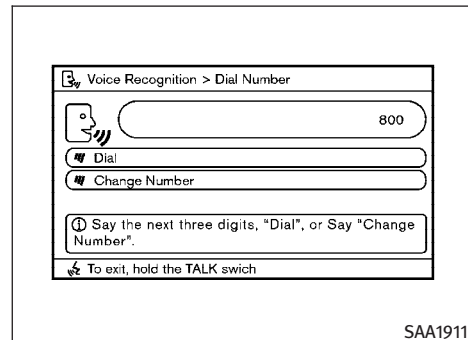 Voice Recognition > Dial Number
800
Dial
Change Number
Say the next three digits, “Dial”, or Say “Change
Number”.
To exit, hold the TALK swich
SAA1911